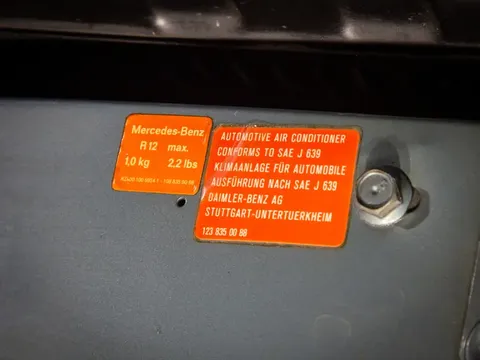 Mercedes-Benz
R 12 max.
1,0 kg 2.2 lbs
AUTOMOTIVE AIR CONDITIONER
CONFORMS TO SAE J 639
KLIMAANLAGE FÜR AUTOMOBILE
AUSFÜHRUNG NACH SAE J 639
DAIMLER-BENZ AG
STUTTGART-UNTERTUERKHEIM
123 835 00 88